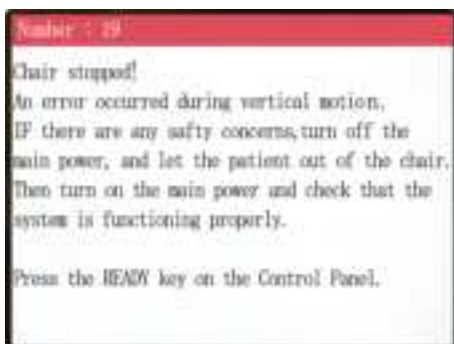 Number : 19
Chair stopped!
An error occurred during vertical motion.
IF there are any safty concerns,turn off the
main power, and let the patient out of the chair.
Then turn on the main power and check that the
system is functioning properly.
Press the READY key on the Control Panel.